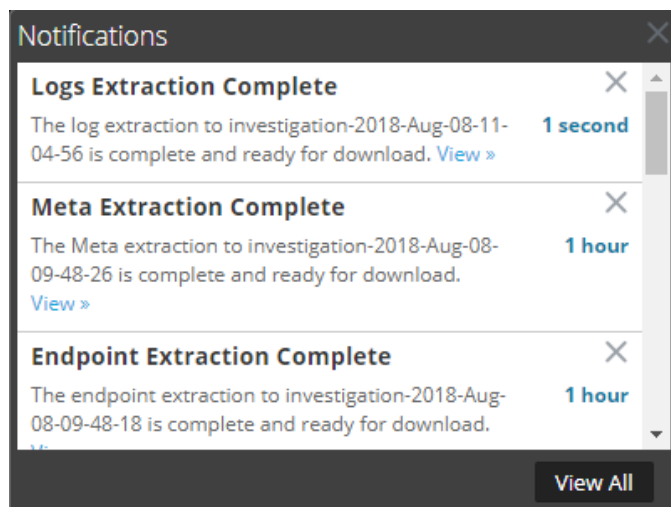 Notifications
Logs Extraction Complete
The log extraction to investigation-2018-Aug-08-11-
1 second
04-56 is complete and ready for download. View »
Meta Extraction Complete
The Meta extraction to investigation-2018-Aug-08-
1 hour
09-48-26 is complete and ready for download.
View »
Endpoint Extraction Complete
The endpoint extraction to investigation-2018-Aug-
1 hour
08-09-48-18 is complete and ready for download.
View All